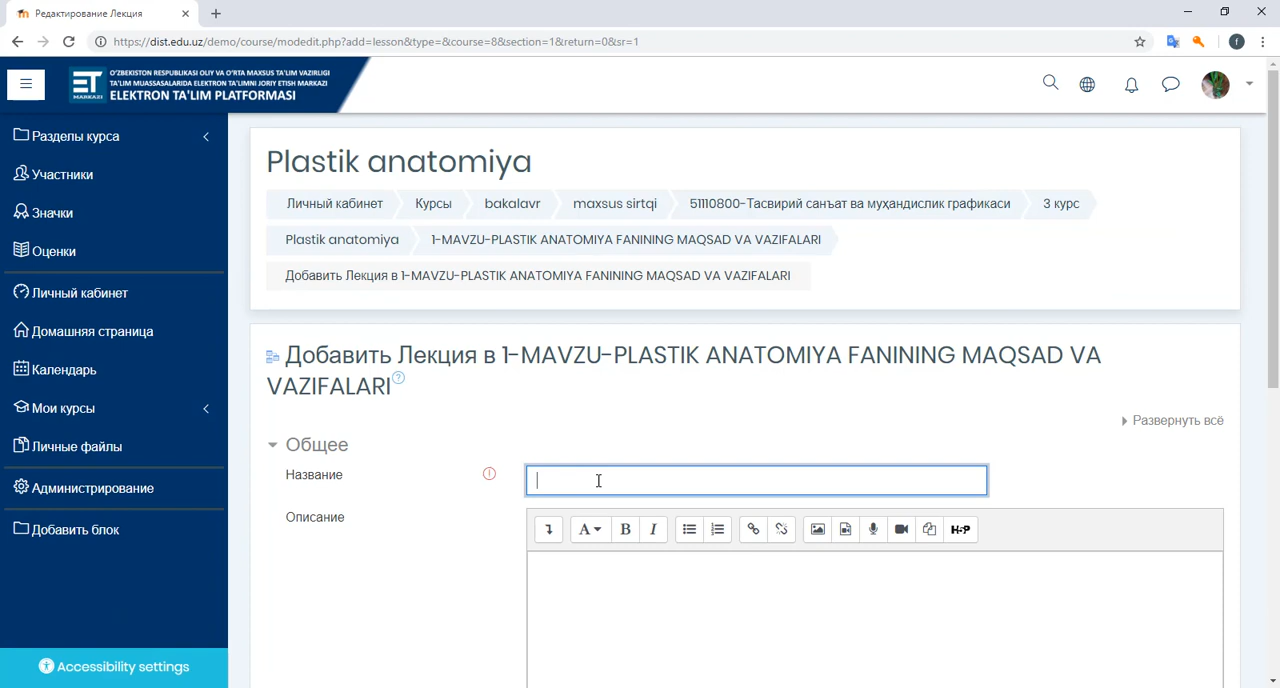 Редактирование Лекция
https://dist.edu.uz/demo/course/modedit.php?add=lesson&type=&course=8&section=1&return=0&sr=1
f
ET
MARKAZI
O'ZBEKISTON RESPUBLIKASI OLIY VA O'RTA MAXSUS TA'LIM VAZIRLIGI
TA'LIM MUASSASALARIDA ELEKTRON TA'LIMNI JORIY ETISH MARKAZI
ELEKTRON TA'LIM PLATFORMASI
Разделы курса
Участники
Значки
Оценки
Личный кабинет
Домашняя страница
Календарь
Мои курсы
Личные файлы
Администрирование
Добавить блок
Accessibility settings
Plastik anatomiya
Личный кабинет Курсы bakalavr maxsus sirtqi 5110800-Тасвирий санъат ва муҳандислик графикаси 3 курс
Plastik anatomiya 1-MAVZU-PLASTIK ANATOMIYA FANINING MAQSAD VA VAZIFALARI
Добавить Лекция в 1-MAVZU-PLASTIK ANATOMIYA FANINING MAQSAD VA VAZIFALARI
Добавить Лекция в 1-MAVZU-PLASTIK ANATOMIYA FANINING MAQSAD VA
VAZIFALARI
Развернуть всё
Общее
Название
Описание
A B I H-P